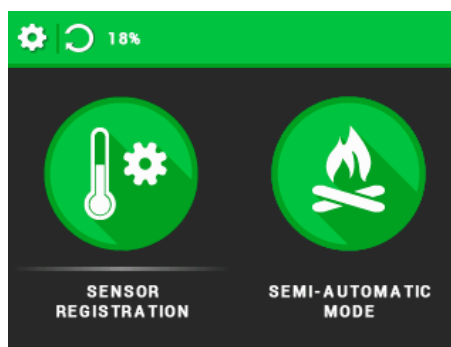 18%
SENSOR
REGISTRATION
SEMI-AUTOMATIC
MODE